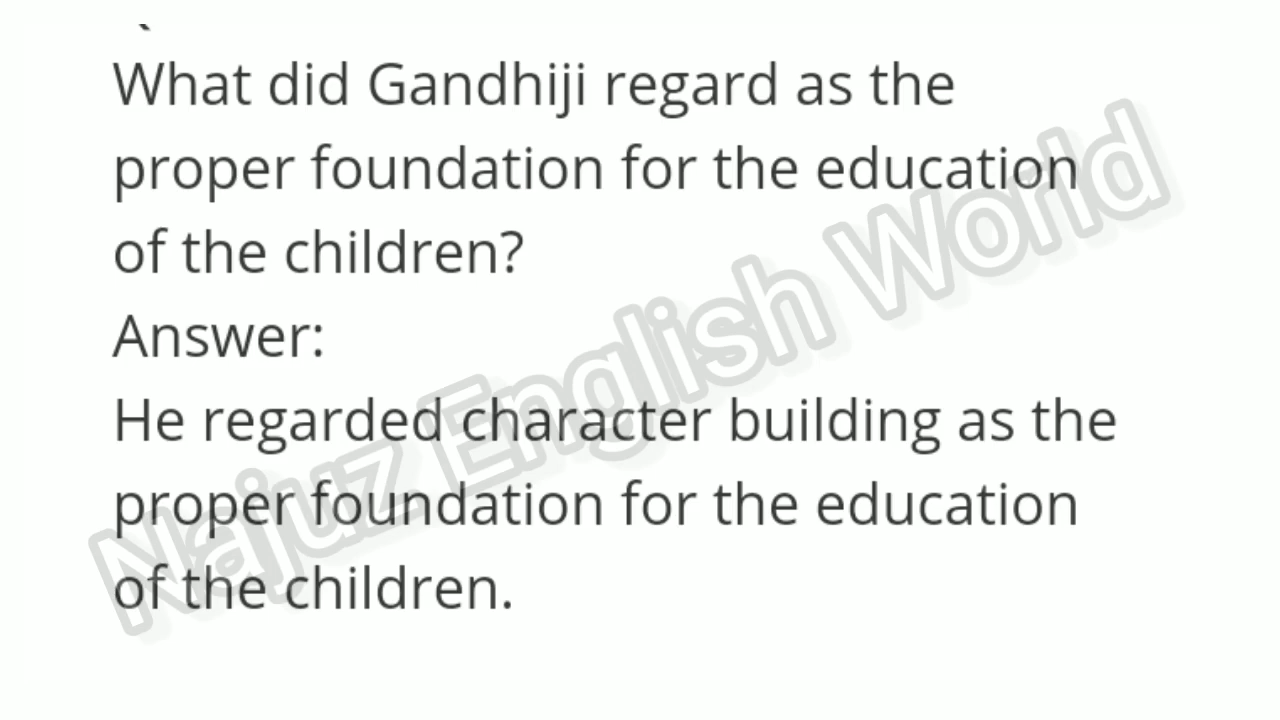 What did Gandhiji regard as the
proper foundation for the education
of the children?
Answer:
He regarded character building as the
proper foundation for the education
of the children.
Najuz English World